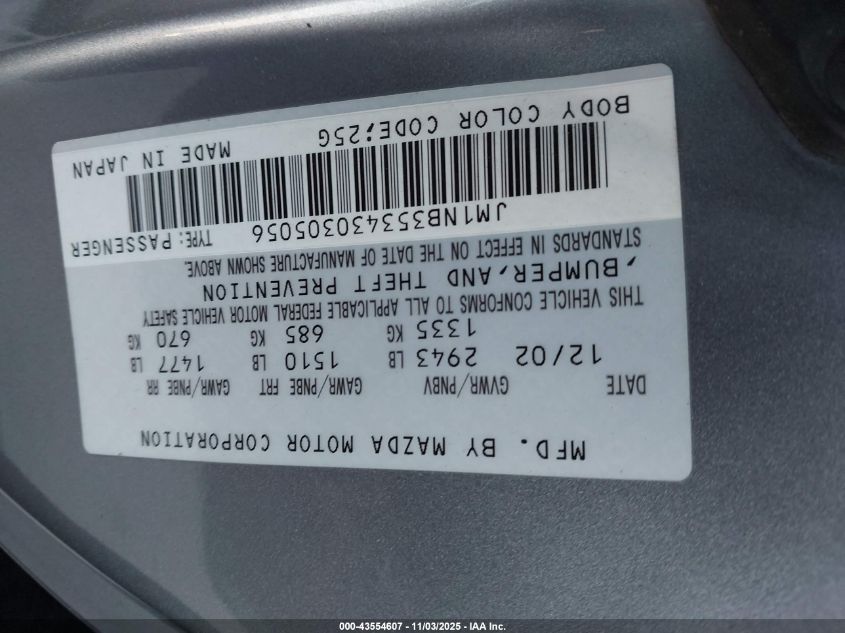 MFD. BY MAZDA MOTOR CORPORATION
DATE GVWR/PNBV GAWR/PNBE FRT GAWR/PNBE RR
12/02 2943 LB 1510 LB 1477 LB
1335 KG 685 KG 670 KG
THIS VEHICLE CONFORMS TO ALL APPLICABLE FEDERAL MOTOR VEHICLE SAFETY
,BUMPER,AND THEFT PREVENTION
STANDARDS IN EFFECT ON THE DATE OF MANUFACTURE SHOWN ABOVE.
JM1NB353430305056 TYPE:PASSENGER
BODY COLOR CODE;25G MADE IN JAPAN
000-43554607 - 11/03/2025 - IAA Inc.